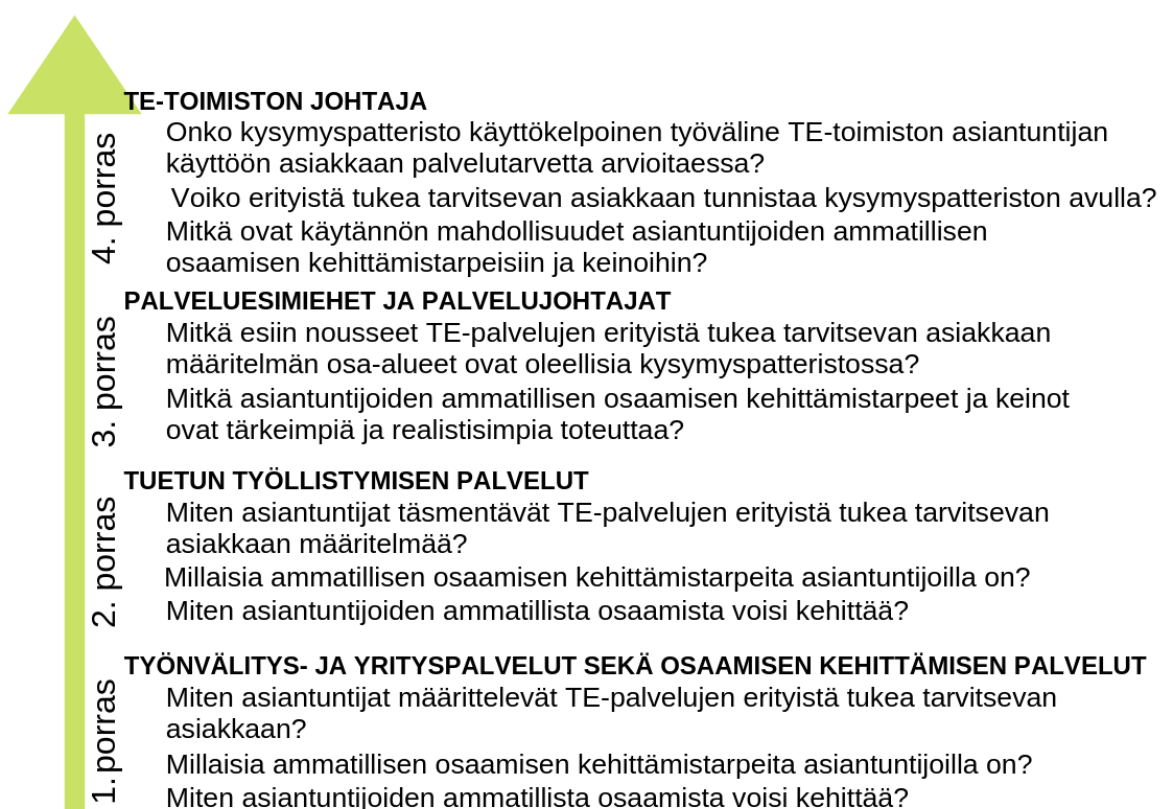 TE-TOIMISTON JOHTAJA
4. porras
Onko kysymyspatteristo käyttökelpoinen työväline TE-toimiston asiantuntijan
käyttöön asiakkaan palvelutarvetta arvioitaessa?
Voiko erityistä tukea tarvitsevan asiakkaan tunnistaa kysymyspatteriston avulla?
Mitkä ovat käytännön mahdollisuudet asiantuntijoiden ammatillisen
osaamisen kehittämistarpeisiin ja keinoihin?
PALVELUESIMIEHET JA PALVELUJOHTAJAT
3. porras
Mitkä esiin nousseet TE-palvelujen erityistä tukea tarvitsevan asiakkaan
määritelmän osa-alueet ovat oleellisia kysymyspatteristossa?
Mitkä asiantuntijoiden ammatillisen osaamisen kehittämistarpeet ja keinot
ovat tärkeimpiä ja realistisimpia toteuttaa?
TUETUN TYÖLLISTYMISEN PALVELUT
2. porras
Miten asiantuntijat täsmentävät TE-palvelujen erityistä tukea tarvitsevan
asiakkaan määritelmää?
Millaisia ammatillisen osaamisen kehittämistarpeita asiantuntijoilla on?
Miten asiantuntijoiden ammatillista osaamista voisi kehittää?
TYÖNVÄLITYS- JA YRITYSPALVELUT SEKÄ OSAAMISEN KEHITTÄMISEN PALVELUT
1. porras
Miten asiantuntijat määrittelevät TE-palvelujen erityistä tukea tarvitsevan
asiakkaan?
Millaisia ammatillisen osaamisen kehittämistarpeita asiantuntijoilla on?
Miten asiantuntijoiden ammatillista osaamista voisi kehittää?